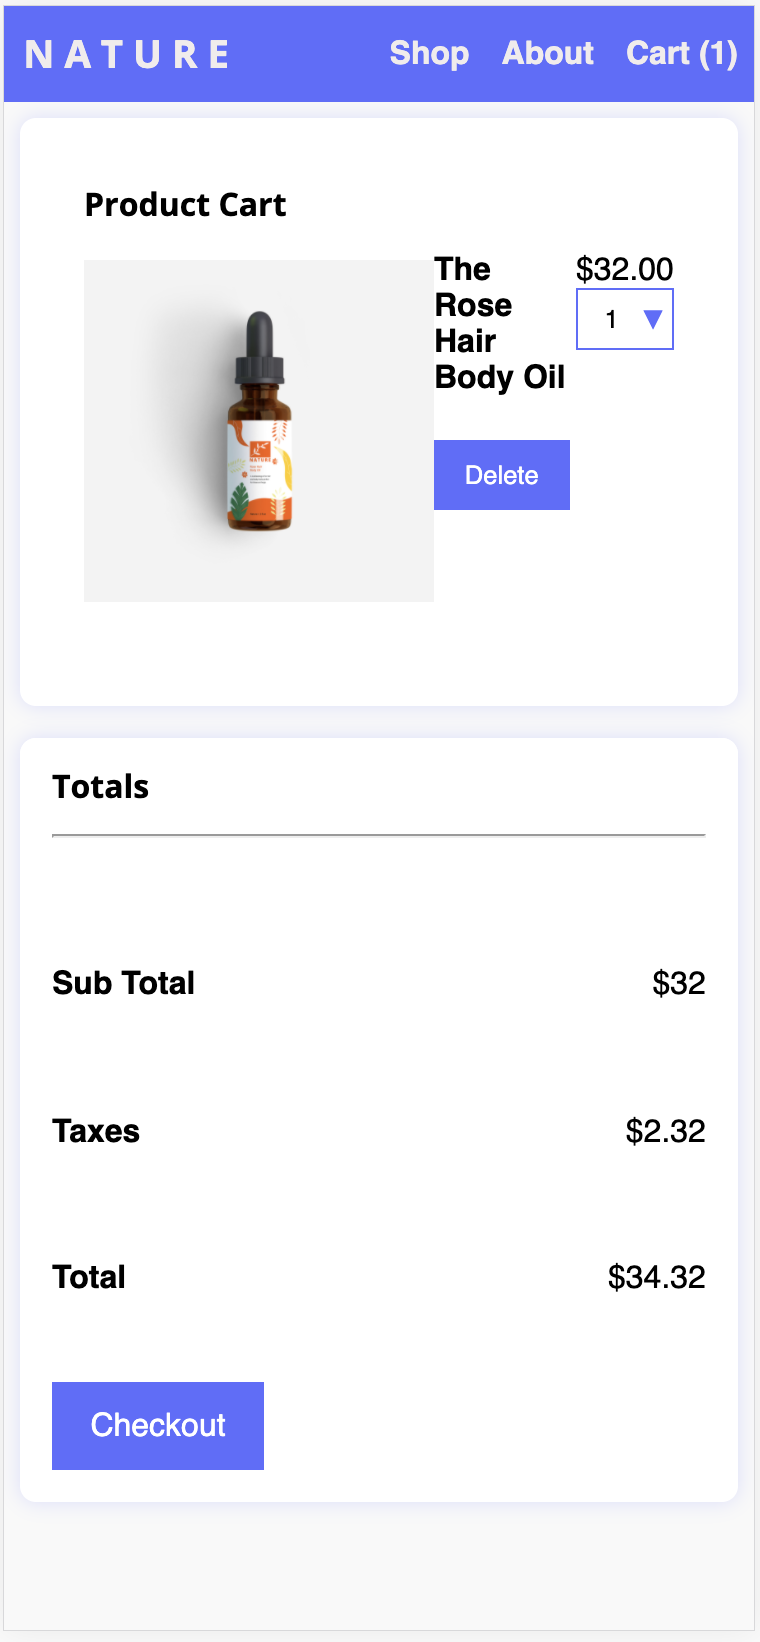 NATURE
Shop About Cart (1)
Product Cart
The
Rose
Hair
Body Oil
$32.00
1
Delete
NATURE
Totals
Sub Total $32
Taxes $2.32
Total $34.32
Checkout